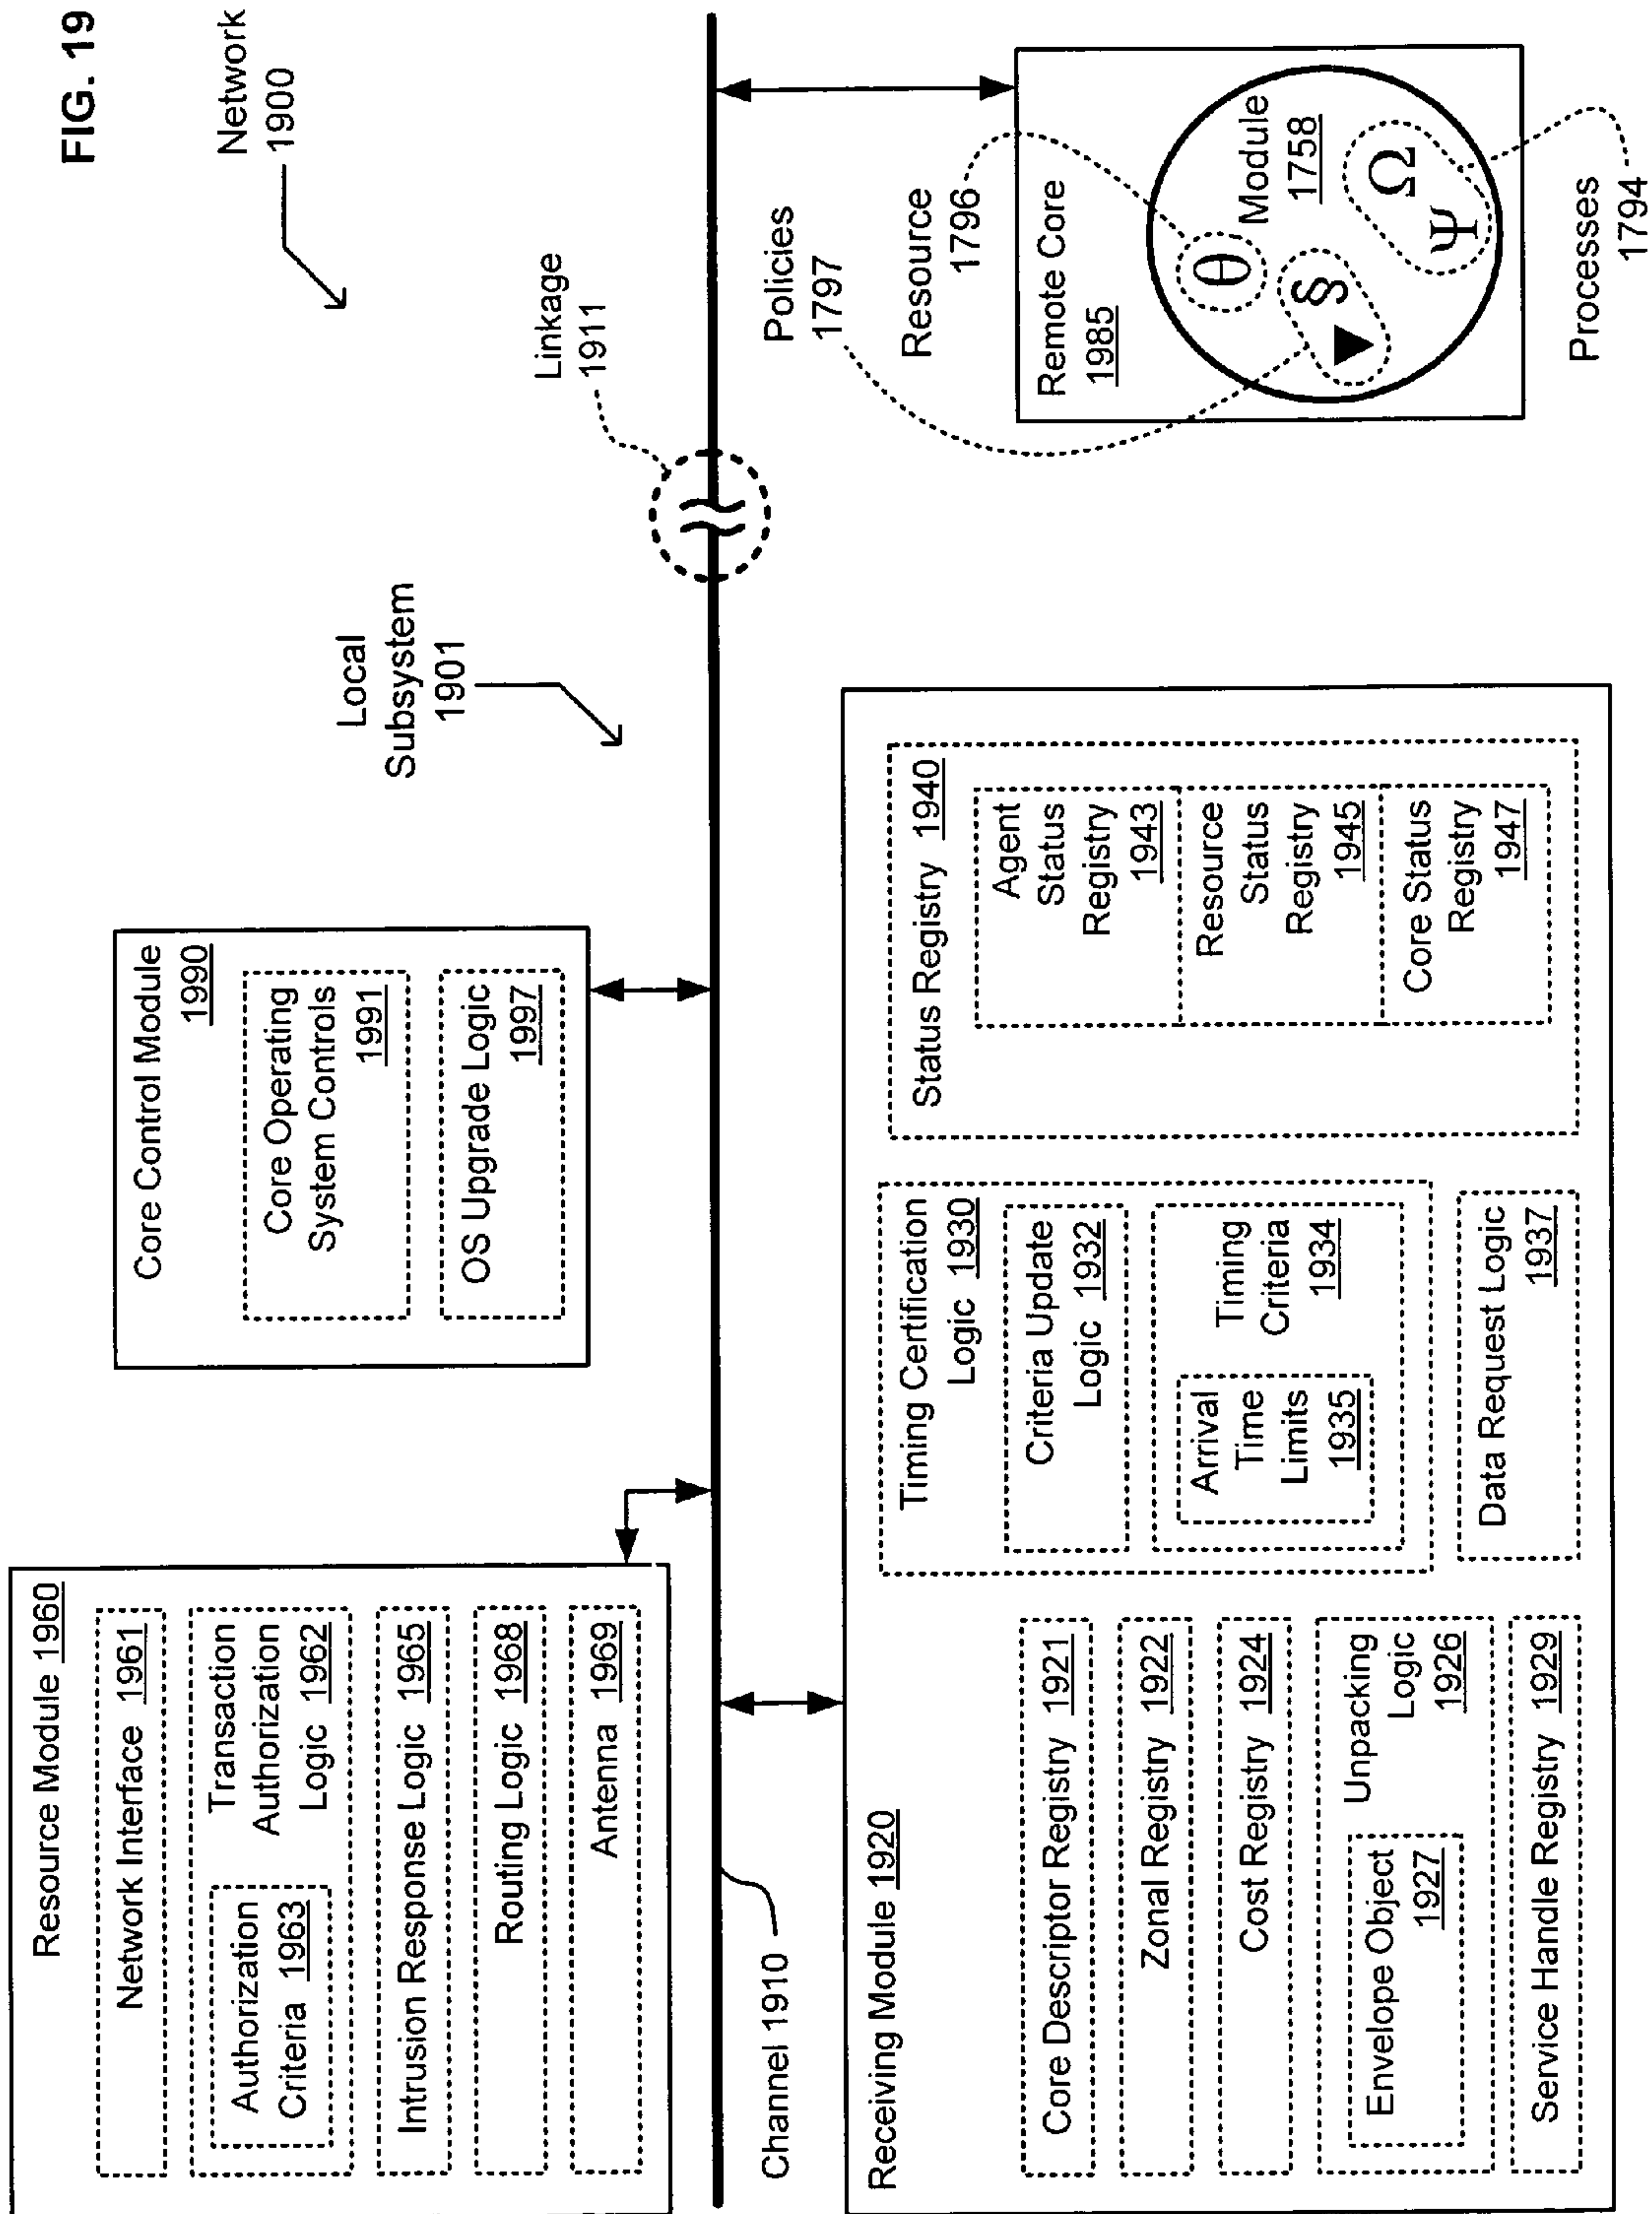 FIG. 19
Network
1900
Resource Module 1960
Network Interface 1961
Transaction
Authorization
Logic 1962
Authorization
Criteria 1963
Intrusion Response Logic 1965
Routing Logic 1968
Antenna 1969
Core Control Module
1990
Core Operating
System Controls
1991
OS Upgrade Logic
1997
Local
Subsystem
1901
Linkage
1911
Channel 1910
Receiving Module 1920
Core Descriptor Registry 1921
Zonal Registry 1922
Cost Registry 1924
Unpacking
Logic
1926
Envelope Object
1927
Service Handle Registry 1929
Timing Certification
Logic 1930
Criteria Update
Logic 1932
Timing
Criteria
1934
Arrival
Time
Limits
1935
Data Request Logic
1937
Status Registry 1940
Agent
Status
Registry
1943
Resource
Status
Registry
1945
Core Status
Registry
1947
Policies
1797
Resource
1796
Remote Core
1985
Module
1758
θ
§
Ψ Ω
Processes
1794